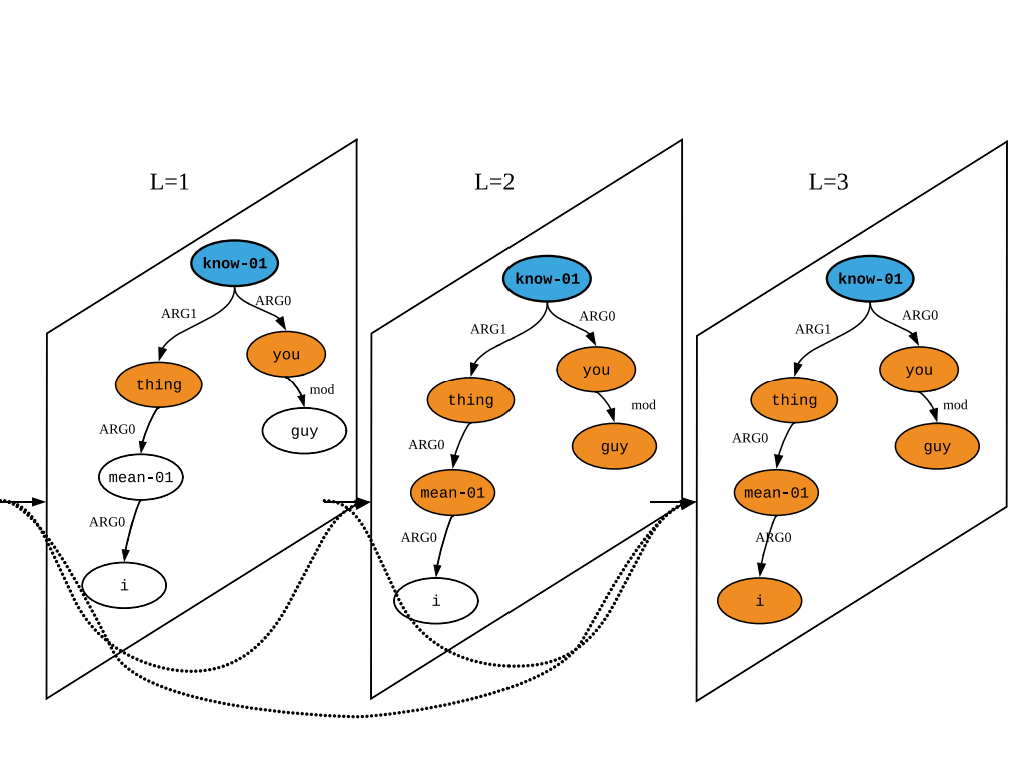 L=1
know-01
ARG1
ARG0
thing
you
mod
ARG0
guy
mean-01
ARG0
i
L=2
know-01
ARG1
ARG0
thing
you
mod
ARG0
guy
mean-01
ARG0
i
L=3
know-01
ARG1
ARG0
thing
you
mod
ARG0
guy
mean-01
ARG0
i